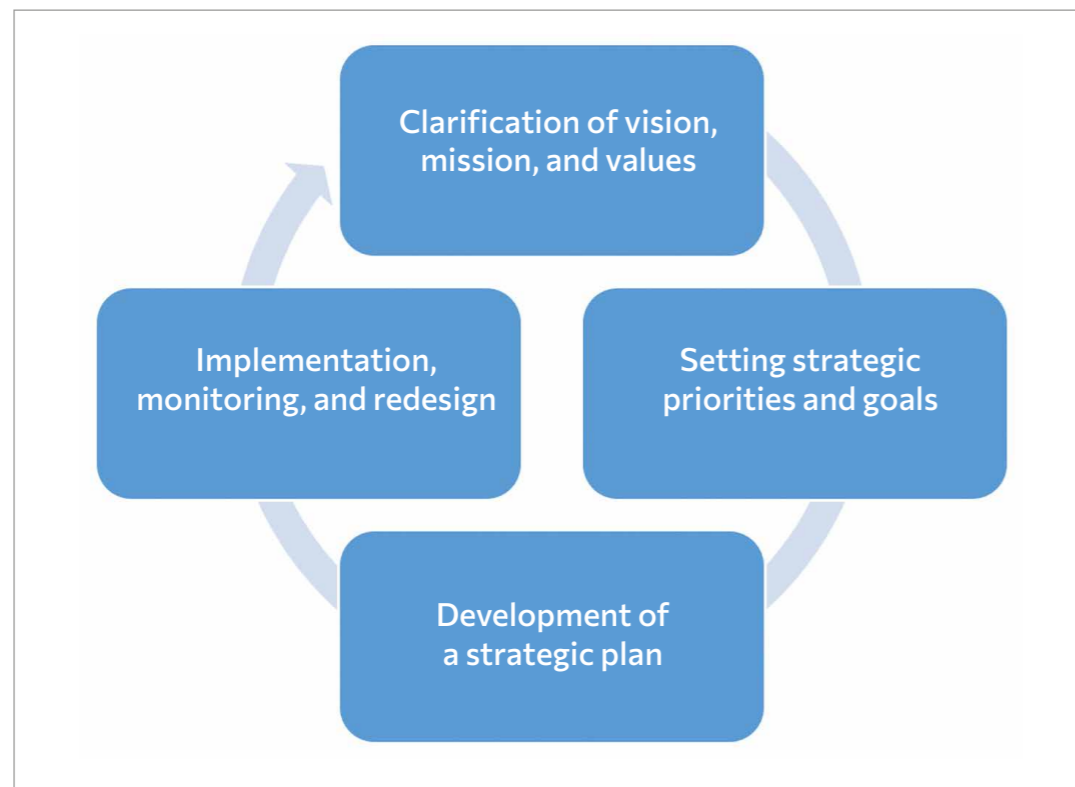 Clarification of vision,
mission, and values
Setting strategic
priorities and goals
Development of
a strategic plan
Implementation,
monitoring, and redesign